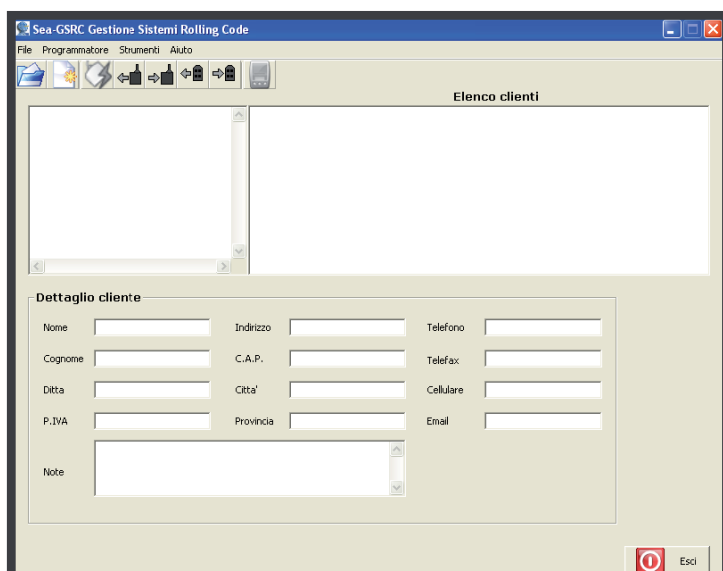 Sea-GSRC Gestione Sistemi Rolling Code
File Programmatore Strumenti Aiuto
Elenco clienti
Dettaglio cliente
Nome Indirizzo Telefono
Cognome C.A.P. Telefax
Ditta Citta' Cellulare
P.IVA Provincia Email
Note
Esci